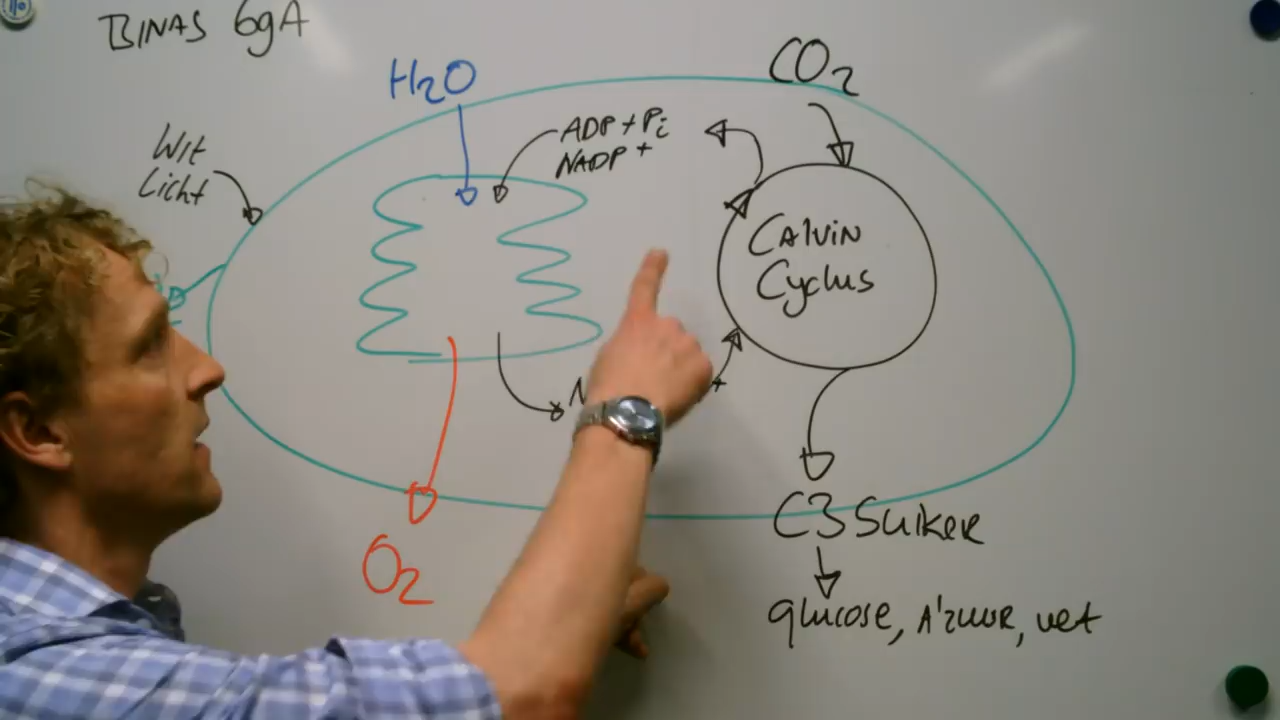 BINAS 69A
H2O
CO2
ADP + Pi
NADP+
Wit
Licht
Calvin
Cyclus
O2
C3 Suiker
glucose, A'zuur, vet